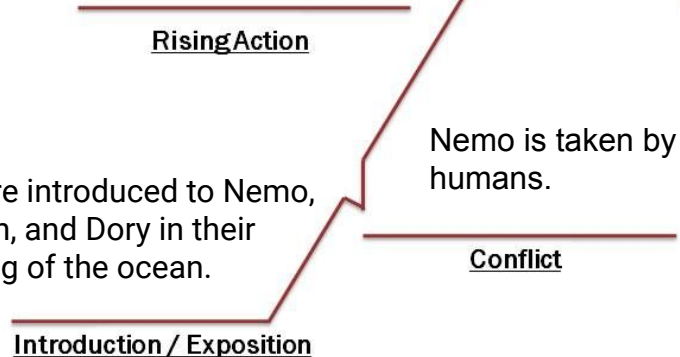 Rising Action
Nemo is taken by
humans.
introduced to Nemo,
and Dory in their
of the ocean.
Conflict
Introduction / Exposition